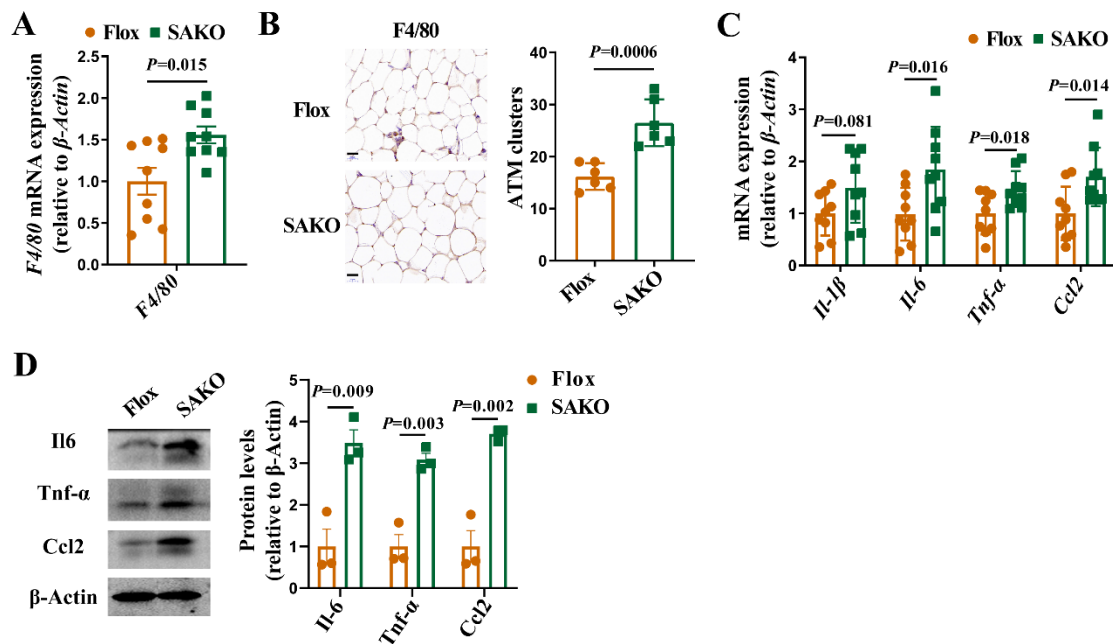 A
Flox SAKO
P=0.015
F4/80 mRNA expression
(relative to β-Actin)
2.5
2.0
1.5
1.0
0.5
0.0
F4/80
B
F4/80
Flox
SAKO
P=0.0006
ATM clusters
40
30
20
10
0
Flox
SAKO
C
Flox
SAKO
P=0.081
P=0.016
P=0.018
P=0.014
mRNA expression
(relative to β-Actin)
4
3
2
1
0
Il-1β
Il-6
Tnf-α
Ccl2
D
Flox
SAKO
Il6
Tnf-α
Ccl2
β-Actin
Flox
SAKO
P=0.009
P=0.003
P=0.002
Protein levels
(relative to β-Actin)
5
4
3
2
1
0
Il-6
Tnf-α
Ccl2